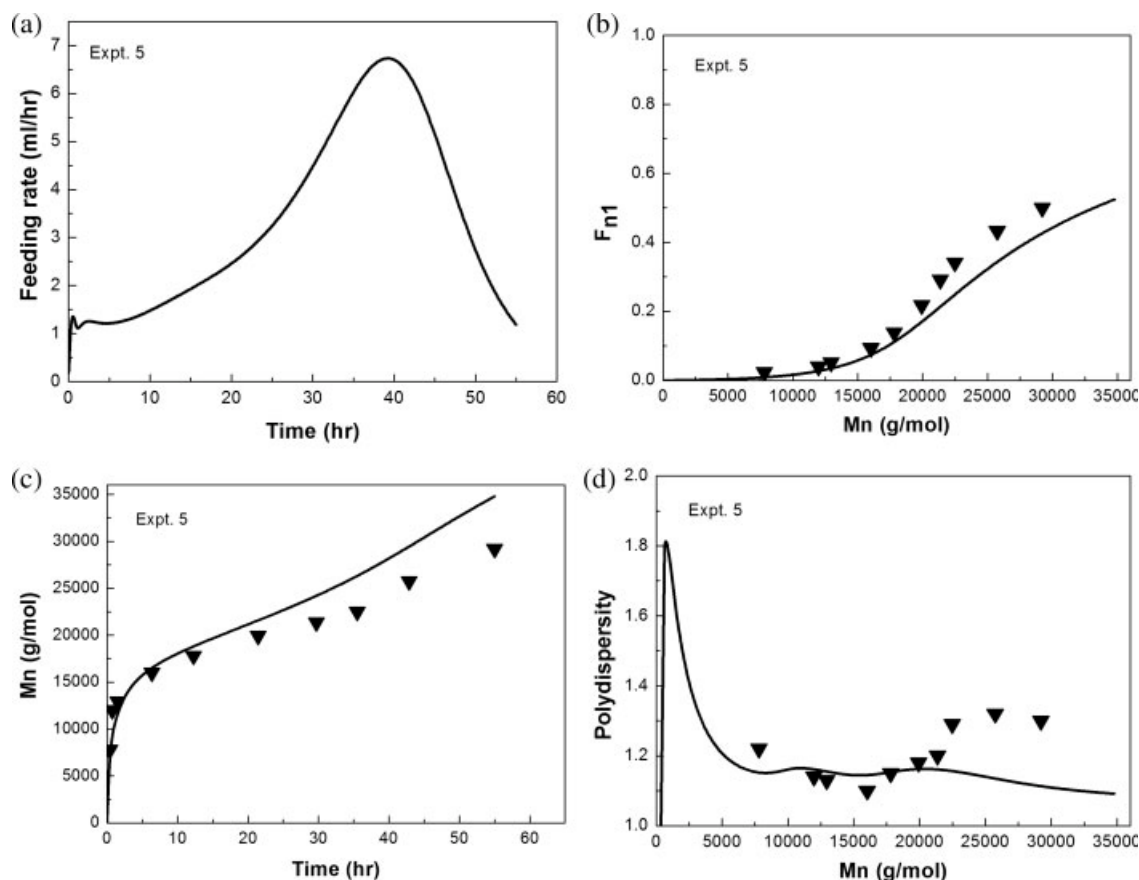 (a)
7
6
5
4
3
2
1
0
Feeding rate (ml/hr)
Expt. 5
0 10 20 30 40 50 60
Time (hr)
(b)
1.0
0.8
0.6
0.4
0.2
0.0
Fn1
Expt. 5
0 5000 10000 15000 20000 25000 30000 35000
Mn (g/mol)
(c)
35000
30000
25000
20000
15000
10000
5000
0
Mn (g/mol)
Expt. 5
0 10 20 30 40 50 60
Time (hr)
(d)
2.0
1.8
1.6
1.4
1.2
1.0
Polydispersity
Expt. 5
0 5000 10000 15000 20000 25000 30000 35000
Mn (g/mol)